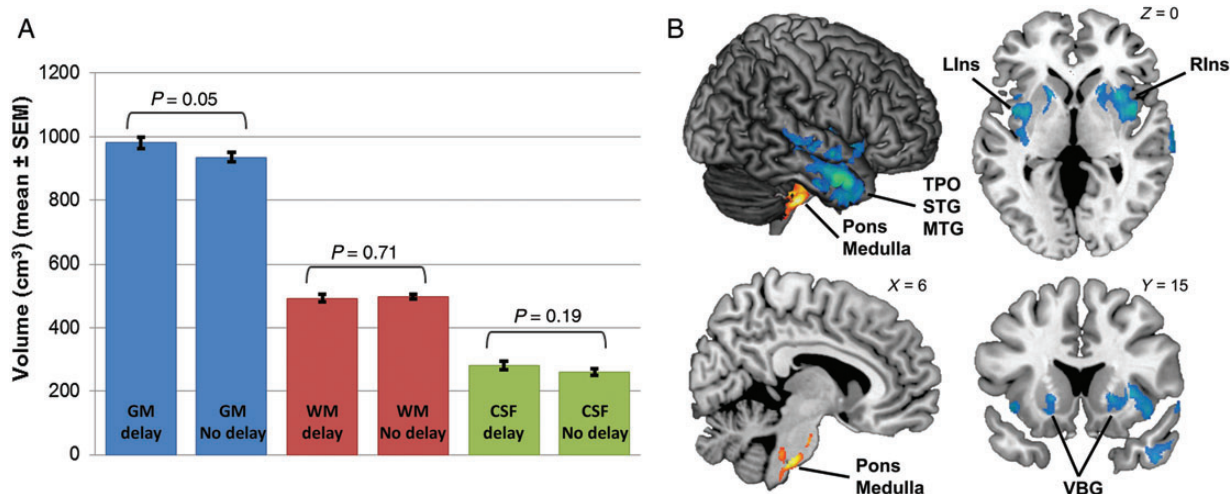 A
Volume (cm³) (mean ± SEM)
1200
1000
800
600
400
200
0
P = 0.05
P = 0.71
P = 0.19
GM
delay
GM
No delay
WM
delay
WM
No delay
CSF
delay
CSF
No delay
B
Z = 0
LIns
RIns
TPO
STG
MTG
Pons
Medulla
X = 6
Pons
Medulla
Y = 15
VBG